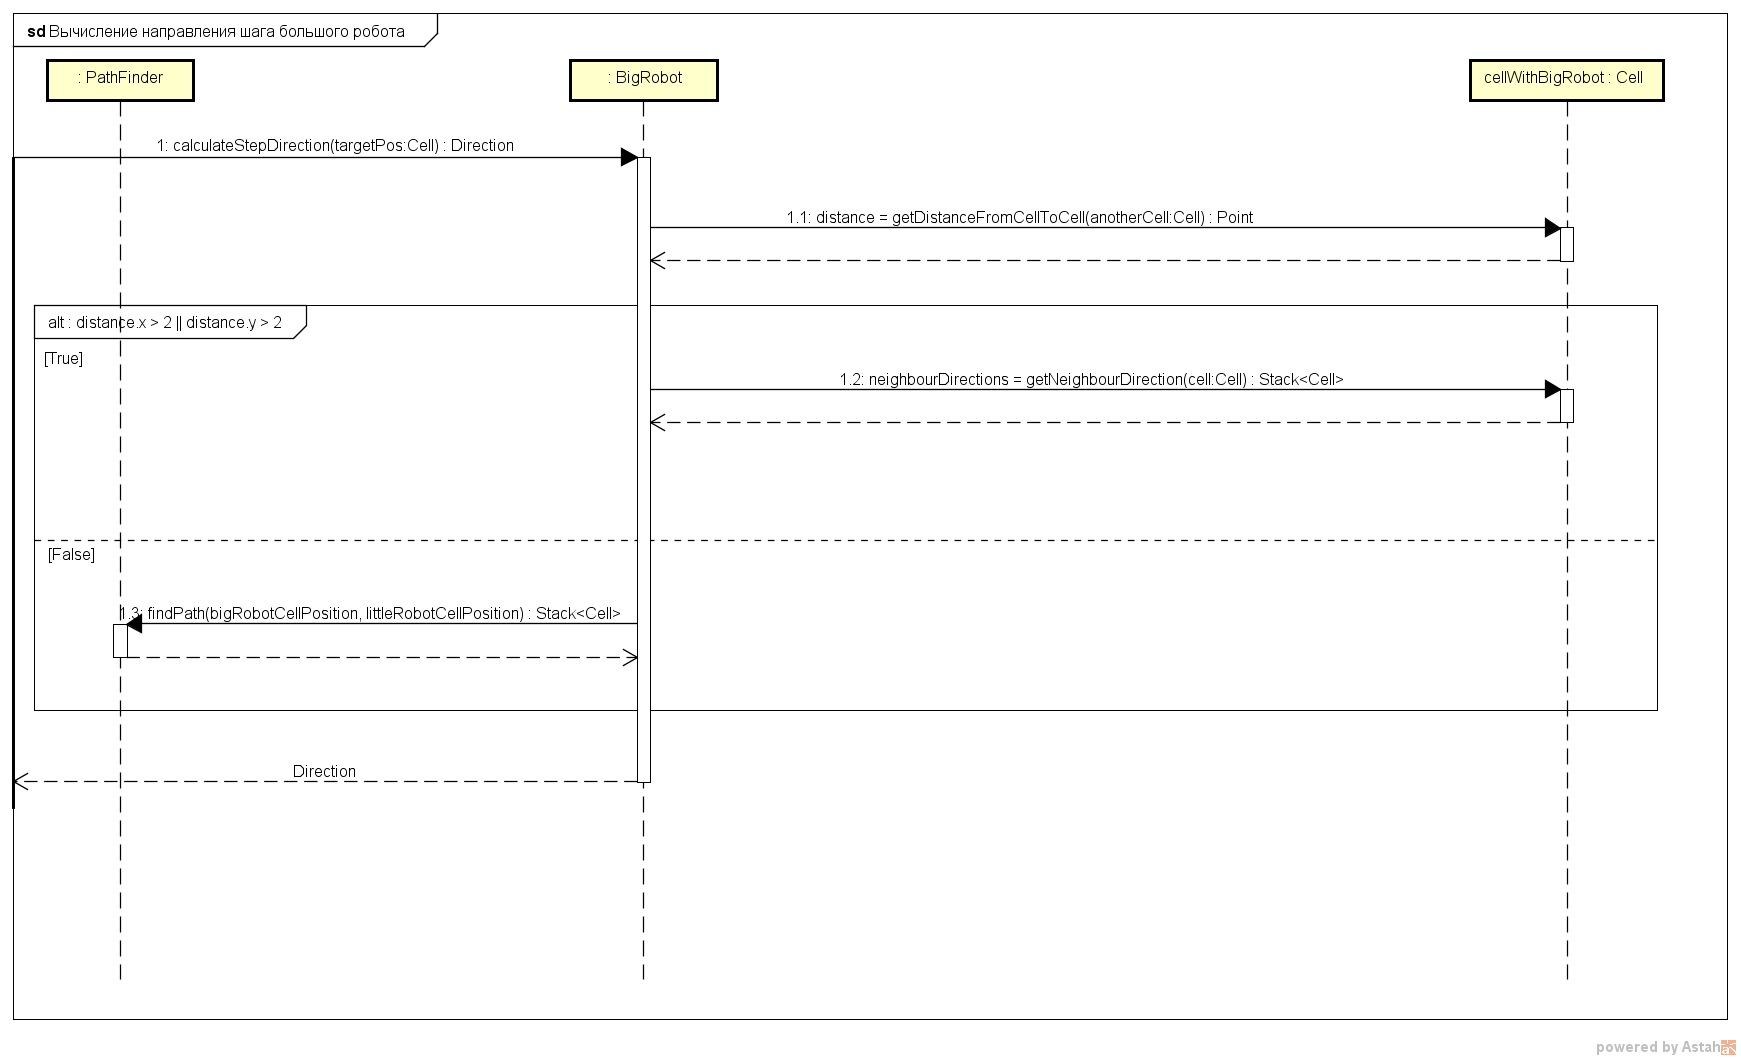 sd Вычисление направления шага большого робота
: PathFinder
: BigRobot
cellWithBigRobot : Cell
1: calculateStepDirection(targetPos:Cell) : Direction
1.1: distance = getDistanceFromCellToCell(anotherCell:Cell) : Point
alt : distance.x > 2 || distance.y > 2
[True]
1.2: neighbourDirections = getNeighbourDirection(cell:Cell) : Stack<Cell>
[False]
1.3: findPath(bigRobotCellPosition, littleRobotCellPosition) : Stack<Cell>
Direction
powered by Astah